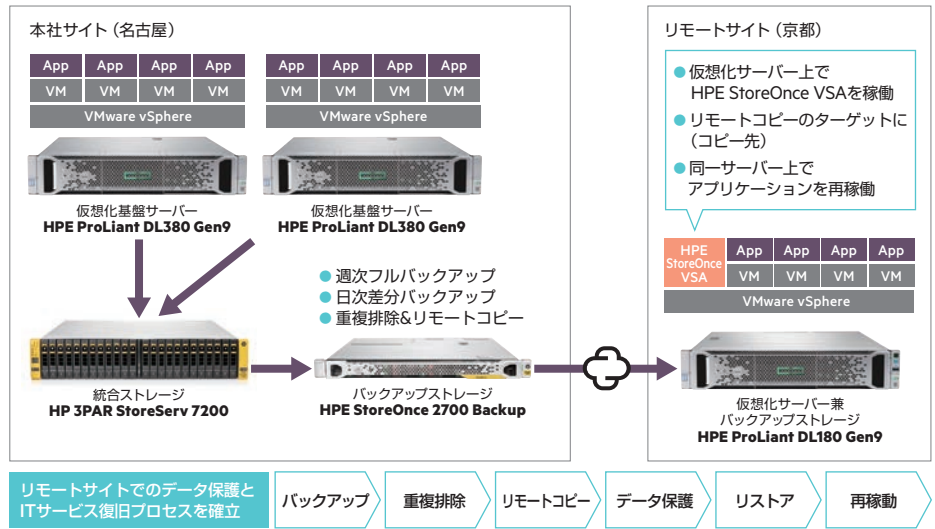 本社サイト（名古屋）
App App App App
VM VM VM VM
VMware vSphere
仮想化基盤サーバー
HPE ProLiant DL380 Gen9
App App App App
VM VM VM VM
VMware vSphere
仮想化基盤サーバー
HPE ProLiant DL380 Gen9
● 週次フルバックアップ
● 日次差分バックアップ
● 重複排除&リモートコピー
統合ストレージ
HP 3PAR StoreServ 7200
バックアップストレージ
HPE StoreOnce 2700 Backup
リモートサイト（京都）
● 仮想化サーバー上で
HPE StoreOnce VSAを稼働
● リモートコピーのターゲットに
（コピー先）
● 同一サーバー上で
アプリケーションを再稼働
HPE
StoreOnce
VSA
App App App App
VM VM VM VM
VMware vSphere
仮想化サーバー兼
バックアップストレージ
HPE ProLiant DL180 Gen9
リモートサイトでのデータ保護と
ITサービス復旧プロセスを確立
バックアップ
重複排除
リモートコピー
データ保護
リストア
再稼動